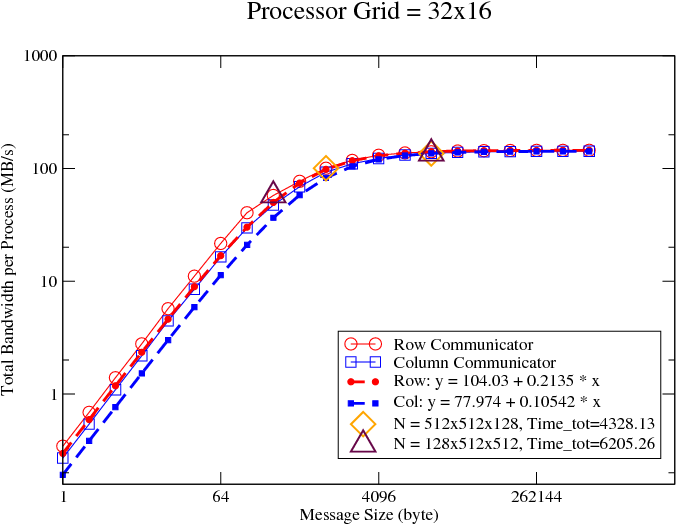 Processor Grid = 32x16
1000
100
10
1
Total Bandwidth per Process (MB/s)
Row Communicator
Column Communicator
Row: y = 104.03 + 0.2135 * x
Col: y = 77.974 + 0.10542 * x
N = 512x512x128, Time_tot=4328.13
N = 128x512x512, Time_tot=6205.26
1 64 4096 262144
Message Size (byte)